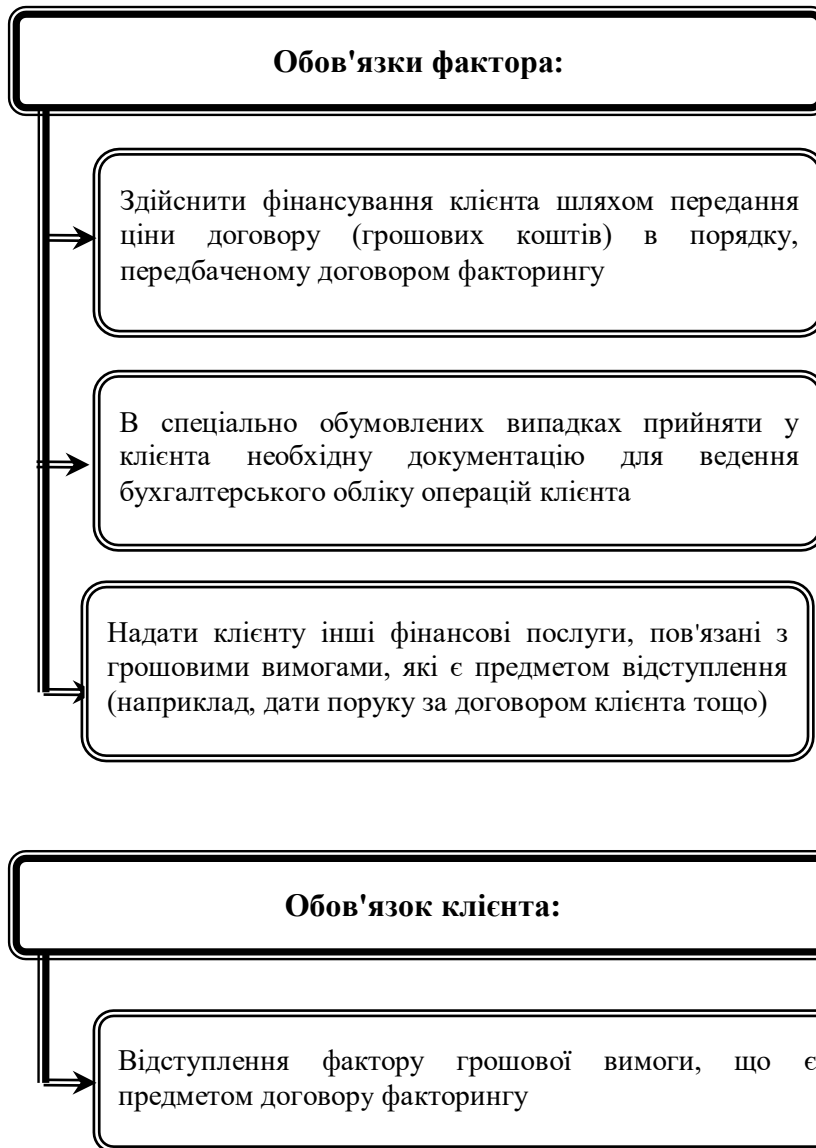 Обов'язки фактора:
Здійснити фінансування клієнта шляхом передання
ціни договору (грошових коштів) в порядку,
передбаченому договором факторингу
В спеціально обумовлених випадках прийняти у
клієнта необхідну документацію для ведення
бухгалтерського обліку операцій клієнта
Надати клієнту інші фінансові послуги, пов'язані з
грошовими вимогами, які є предметом відступлення
(наприклад, дати поруку за договором клієнта тощо)
Обов'язок клієнта:
Відступлення фактору грошової вимоги, що є
предметом договору факторингу